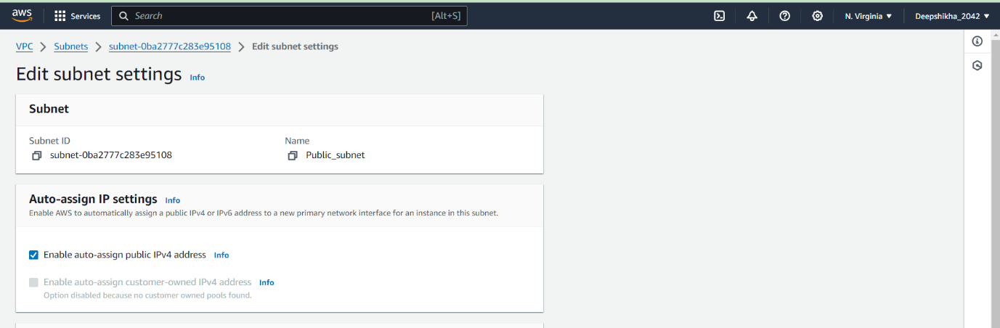 aws Services Search [Alt+S] N. Virginia Deepshikha_2042
VPC Subnets subnet-0ba2777c283e95108 Edit subnet settings
Edit subnet settings Info
Subnet
Subnet ID Name
subnet-0ba2777c283e95108 Public_subnet
Auto-assign IP settings Info
Enable AWS to automatically assign a public IPv4 or IPv6 address to a new primary network interface for an instance in this subnet.
Enable auto-assign public IPv4 address Info
Enable auto-assign customer-owned IPv4 address Info
Option disabled because no customer owned pools found.